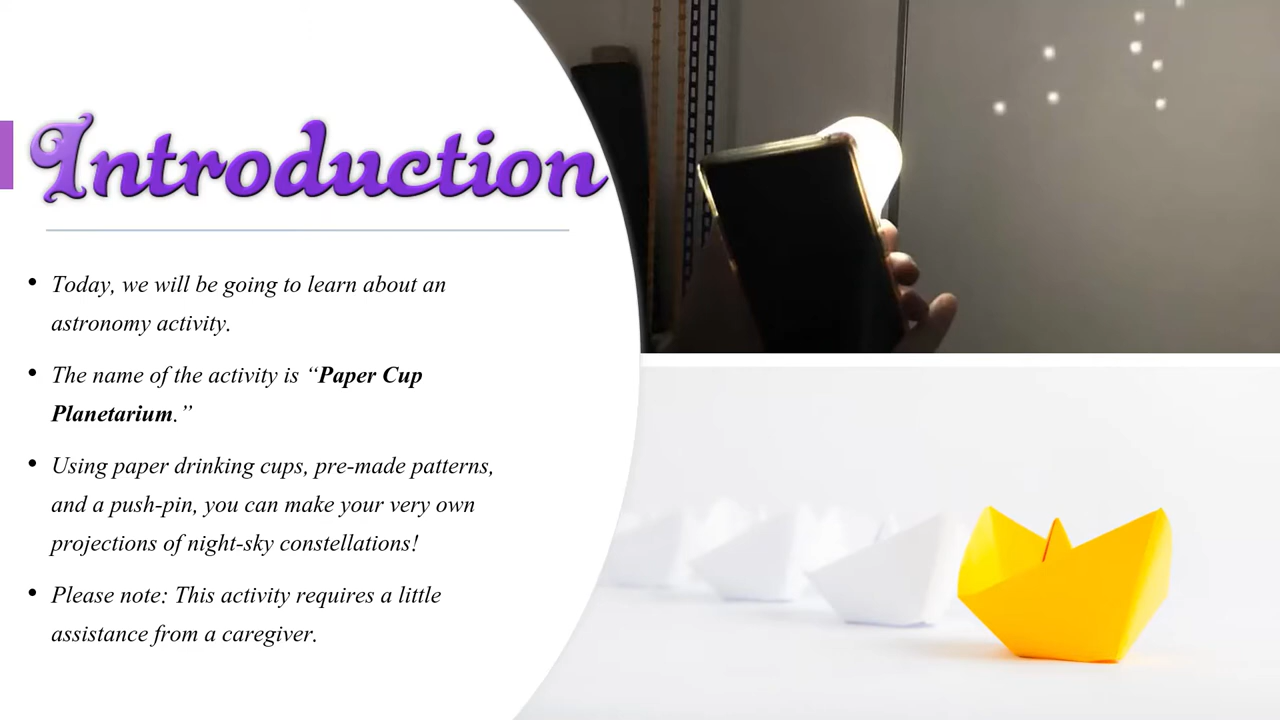 Introduction
• Today, we will be going to learn about an
astronomy activity.
• The name of the activity is “Paper Cup
Planetarium.”
• Using paper drinking cups, pre-made patterns,
and a push-pin, you can make your very own
projections of night-sky constellations!
• Please note: This activity requires a little
assistance from a caregiver.